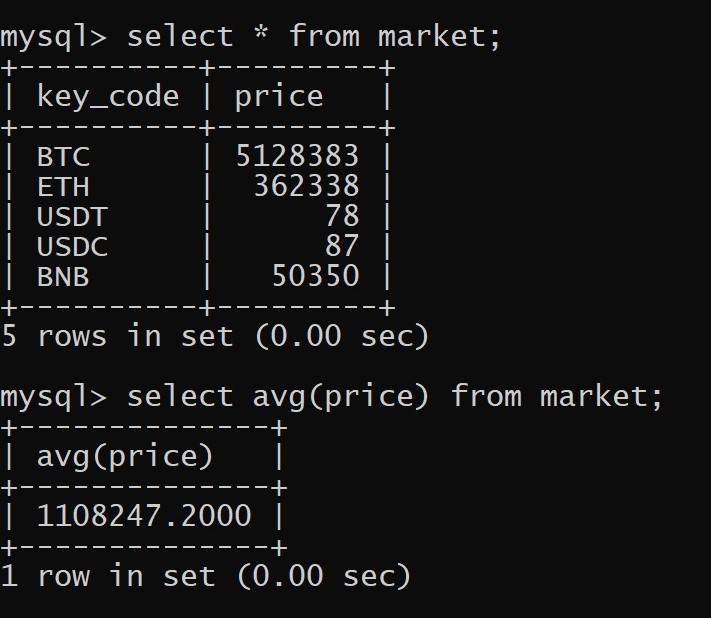 mysql> select * from market;
+----------+---------+
| key_code | price   |
+----------+---------+
| BTC      | 5128383 |
| ETH      |  362338 |
| USDT     |      78 |
| USDC     |      87 |
| BNB      |   50350 |
+----------+---------+
5 rows in set (0.00 sec)
mysql> select avg(price) from market;
+--------------+
| avg(price)   |
+--------------+
| 1108247.2000 |
+--------------+
1 row in set (0.00 sec)